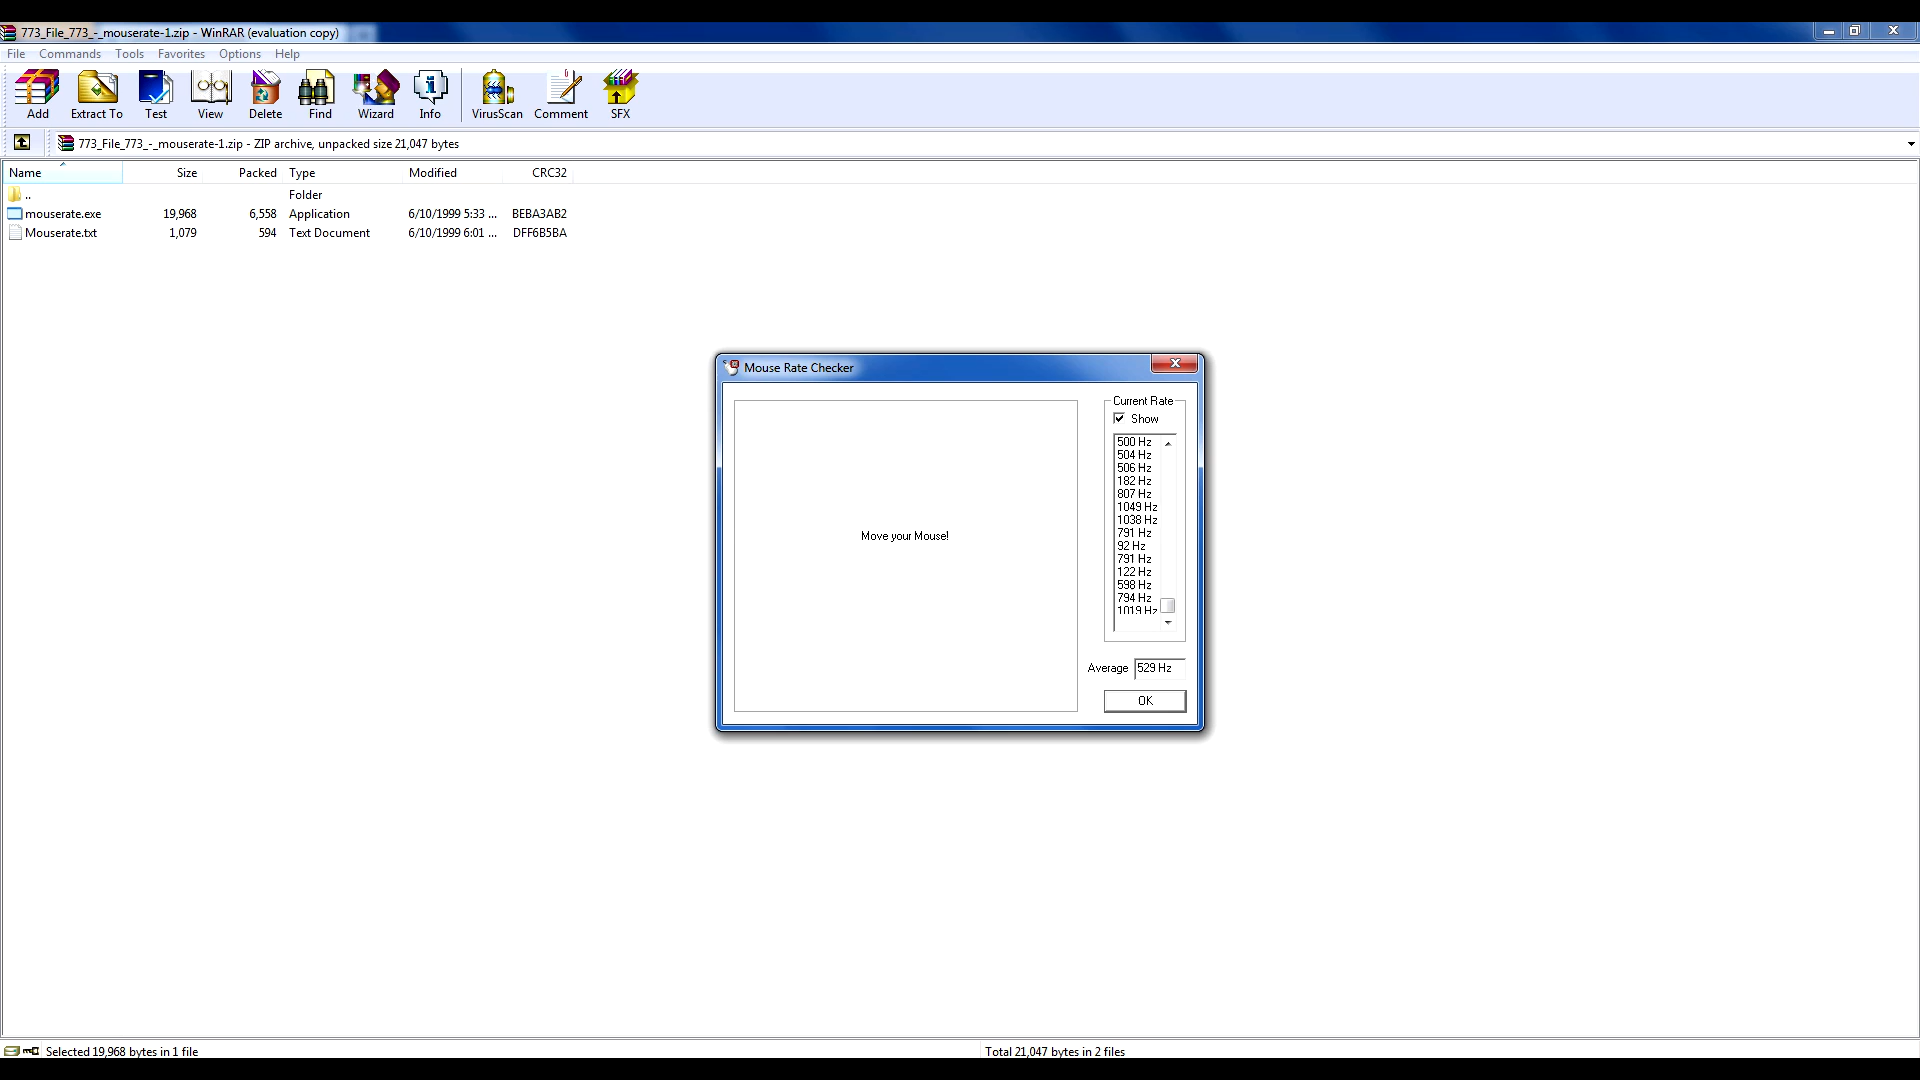 773_File_773_-_mouserate-1.zip - WinRAR (evaluation copy)
File Commands Tools Favorites Options Help
Add Extract To Test View Delete Find Wizard Info VirusScan Comment SFX
773_File_773_-_mouserate-1.zip - ZIP archive, unpacked size 21,047 bytes
Name Size Packed Type Modified CRC32
.. Folder
mouserate.exe 19,968 6,558 Application 6/10/1999 5:33 ... BEBA3AB2
Mouserate.txt 1,079 594 Text Document 6/10/1999 6:01 ... DFF6B5BA
Mouse Rate Checker
Move your Mouse!
Current Rate
Show
500 Hz
504 Hz
506 Hz
182 Hz
807 Hz
1049 Hz
1038 Hz
791 Hz
92 Hz
791 Hz
122 Hz
598 Hz
794 Hz
1019 Hz
Average 529 Hz
OK
Selected 19,968 bytes in 1 file
Total 21,047 bytes in 2 files